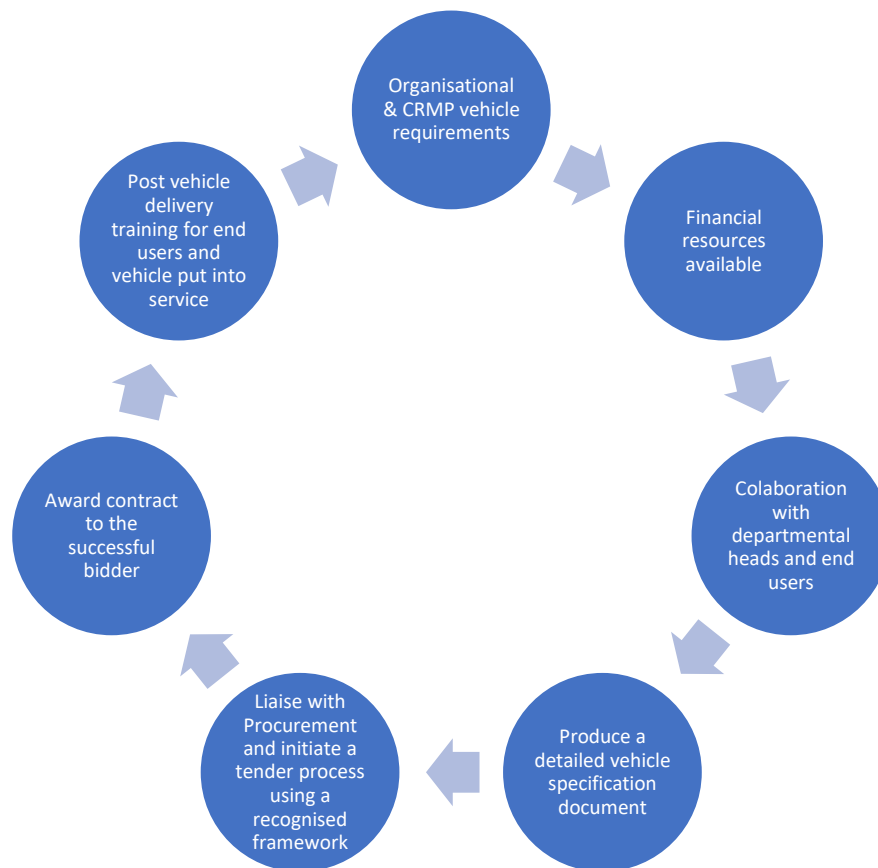 Organisational
& CRMP vehicle
requirements
Financial
resources
available
Colaboration
with
departmental
heads and end
users
Produce a
detailed vehicle
specification
document
Liaise with
Procurement
and initiate a
tender process
using a
recognised
framework
Award contract
to the
successful
bidder
Post vehicle
delivery
training for end
users and
vehicle put into
service